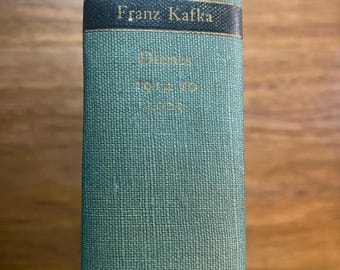 Franz Kafka
Diaries
1914 to
1923